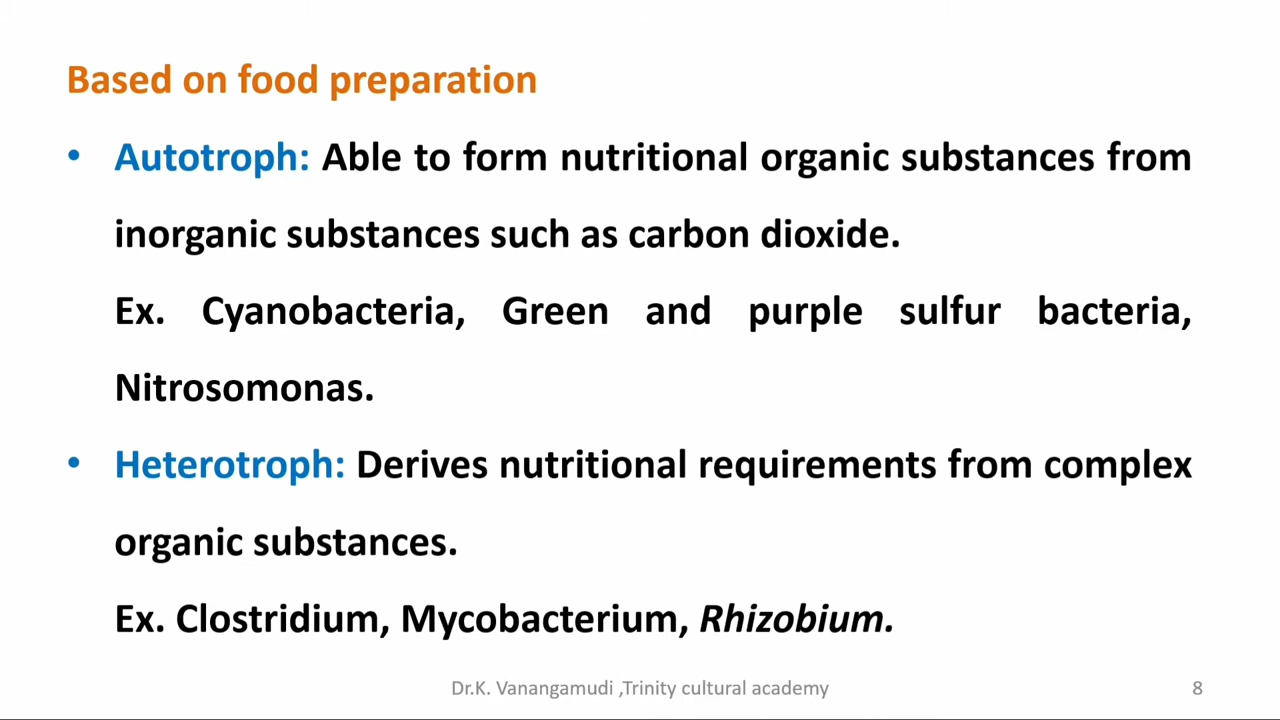 Based on food preparation
• Autotroph: Able to form nutritional organic substances from
inorganic substances such as carbon dioxide.
Ex. Cyanobacteria, Green and purple sulfur bacteria,
Nitrosomonas.
• Heterotroph: Derives nutritional requirements from complex
organic substances.
Ex. Clostridium, Mycobacterium, Rhizobium.
Dr.K. Vanangamudi ,Trinity cultural academy
8